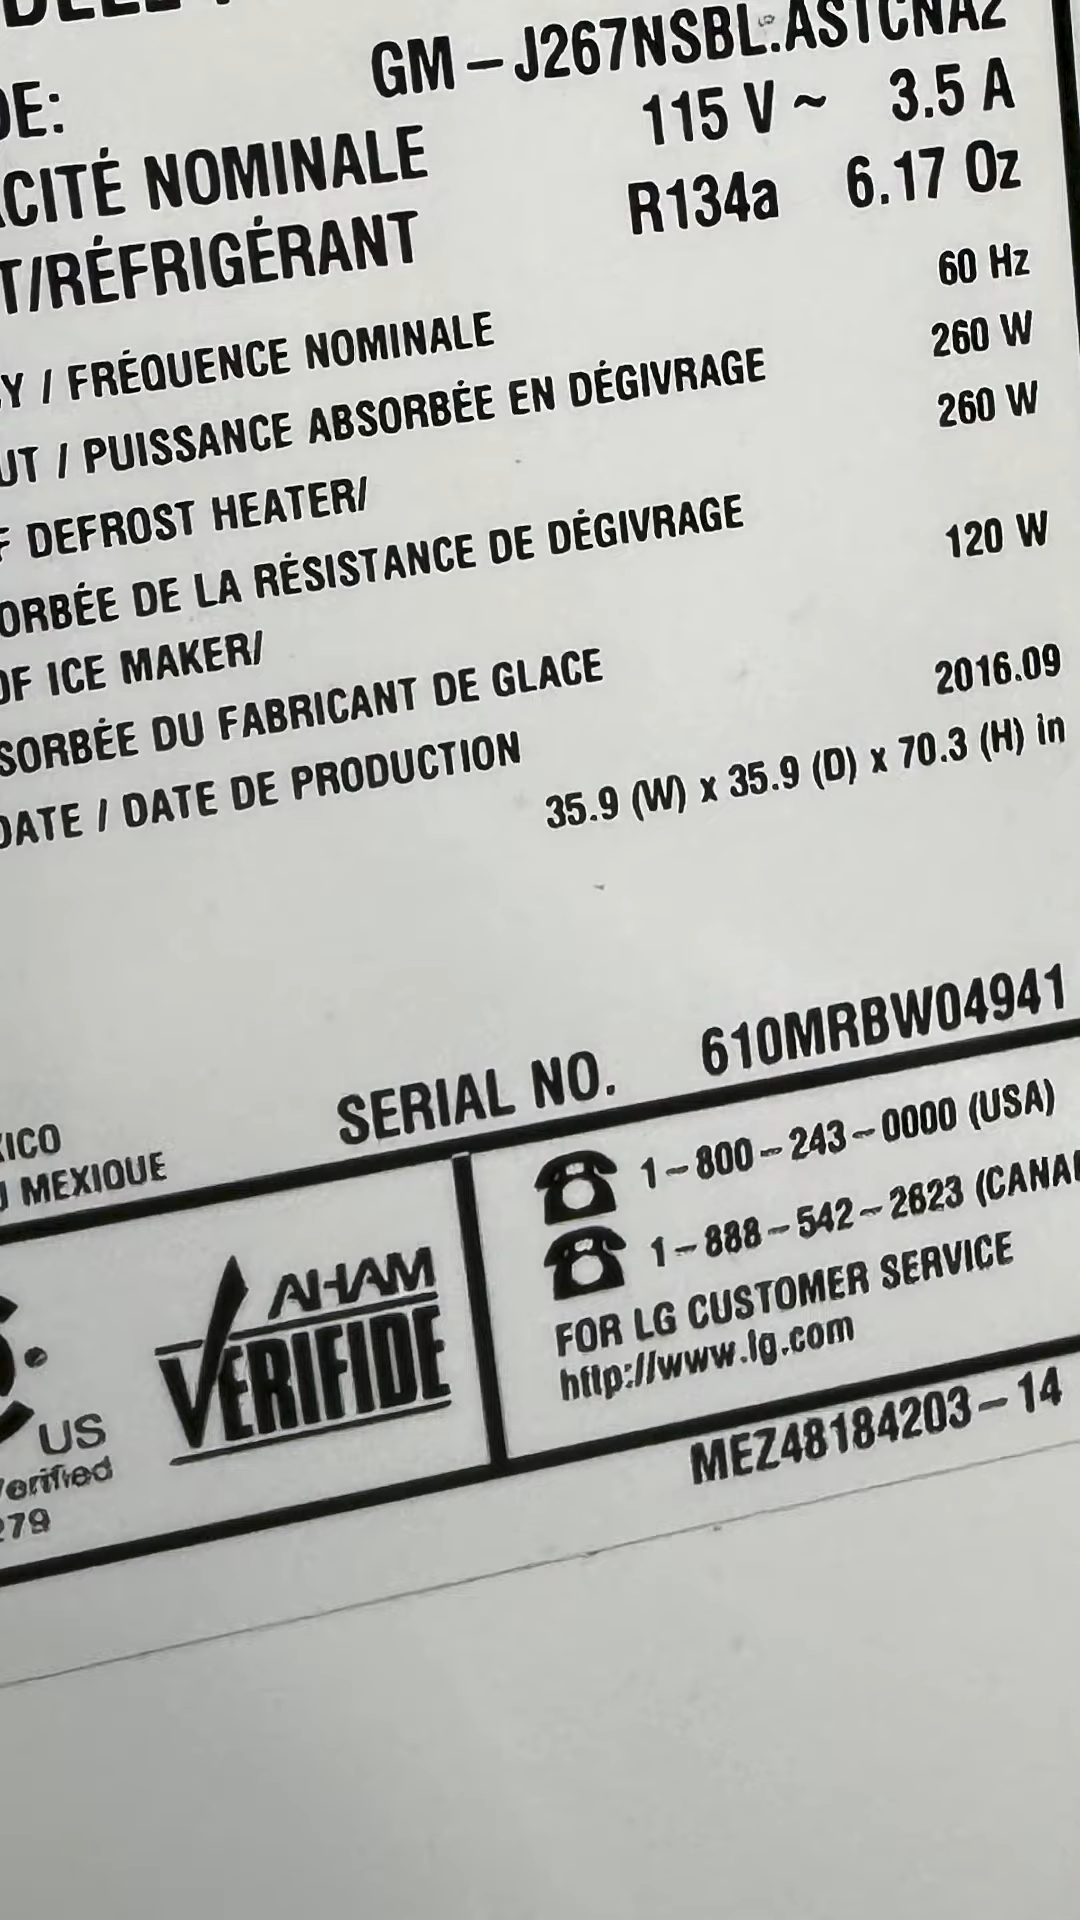 GM-J267NSBL.ASTCNA2
DE:
115 V ~ 3.5 A
CITÉ NOMINALE
R134a 6.17 Oz
T/RÉFRIGÉRANT
60 Hz
Y / FRÉQUENCE NOMINALE
260 W
UT / PUISSANCE ABSORBÉE EN DÉGIVRAGE
260 W
F DEFROST HEATER/
ORBÉE DE LA RÉSISTANCE DE DÉGIVRAGE
120 W
OF ICE MAKER/
SORBÉE DU FABRICANT DE GLACE
2016.09
DATE / DATE DE PRODUCTION
35.9 (W) x 35.9 (D) x 70.3 (H) in
SERIAL NO. 610MRBW04941
XICO
U MEXIQUE
1-800-243-0000 (USA)
1-888-542-2623 (CANA
FOR LG CUSTOMER SERVICE
http://www.lg.com
AHAM
VERIFIDE
US
Verified
279
MEZ48184203-14